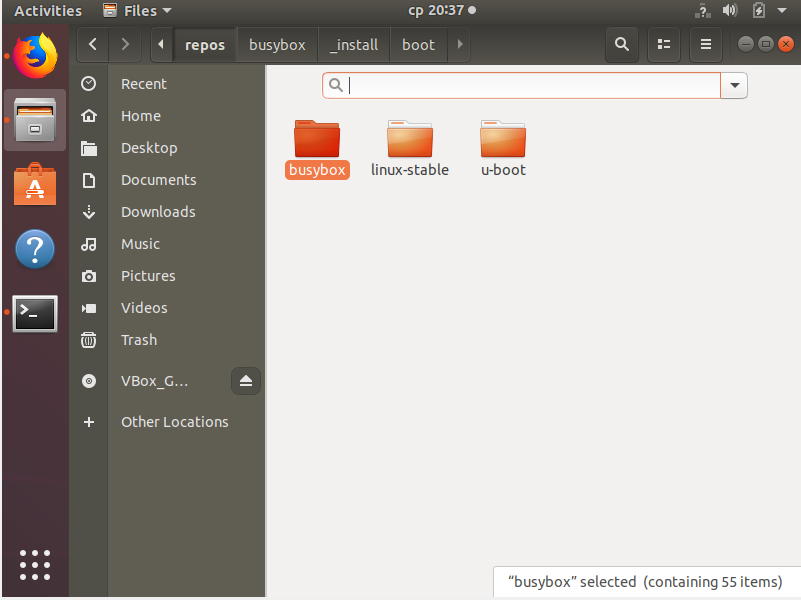 Activities Files ср 20:37
repos busybox _install boot
Recent
Home
Desktop
Documents
Downloads
Music
Pictures
Videos
Trash
VBox_G…
Other Locations
busybox linux-stable u-boot
“busybox” selected (containing 55 items)